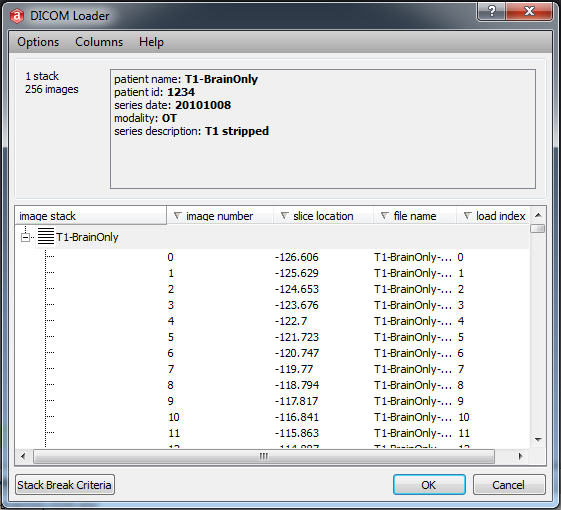 DICOM Loader
Options Columns Help
1 stack
256 images
patient name: T1-BrainOnly
patient id: 1234
series date: 20101008
modality: OT
series description: T1 stripped
image stack image number slice location file name load index
T1-BrainOnly
0 -126.606 T1-BrainOnly-... 0
1 -125.629 T1-BrainOnly-... 1
2 -124.653 T1-BrainOnly-... 2
3 -123.676 T1-BrainOnly-... 3
4 -122.7 T1-BrainOnly-... 4
5 -121.723 T1-BrainOnly-... 5
6 -120.747 T1-BrainOnly-... 6
7 -119.77 T1-BrainOnly-... 7
8 -118.794 T1-BrainOnly-... 8
9 -117.817 T1-BrainOnly-... 9
10 -116.841 T1-BrainOnly-... 10
11 -115.863 T1-BrainOnly-... 11
Stack Break Criteria OK Cancel